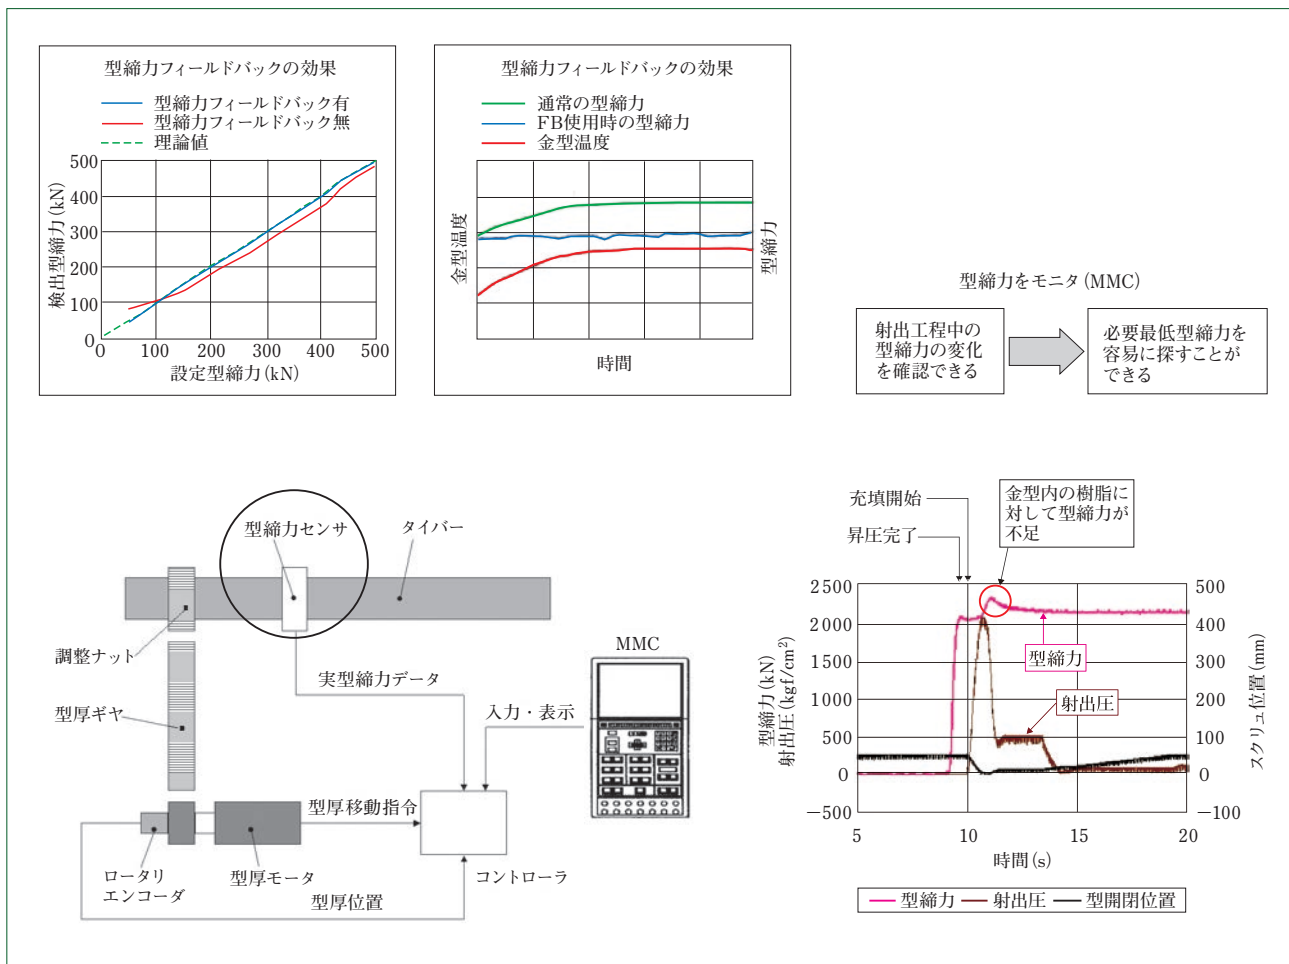 型締力フィールドバックの効果
型締力フィールドバック有
型締力フィールドバック無
理論値
検出型締力(kN)
500
400
300
200
100
0
0
100
200
300
400
500
設定型締力(kN)
型締力フィールドバックの効果
通常の型締力
FB使用時の型締力
金型温度
金型温度
型締力
時間
型締力をモニタ(MMC)
射出工程中の
型締力の変化
を確認できる
必要最低型締力を
容易に探すことが
できる
型締力センサ
タイバー
調整ナット
型厚ギヤ
実型締力データ
MMC
入力・表示
型厚移動指令
ロータリ
エンコーダ
型厚モータ
型厚位置
コントローラ
充填開始
昇圧完了
金型内の樹脂に
対して型締力が
不足
型締力(kN)
射出圧(kgf/cm²)
2500
2000
1500
1000
500
0
−500
型締力
射出圧
500
400
300
200
100
0
−100
スクリュ位置(mm)
5
10
15
20
時間(s)
型締力
射出圧
型開閉位置